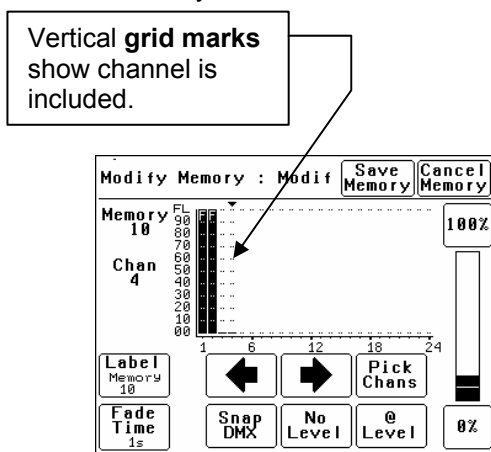 Vertical grid marks
show channel is
included.
Modify Memory : Modif
Save
Memory
Cancel
Memory
Memory
10
Chan
4
FL
90
80
70
60
50
40
30
20
10
00
F F
1 6 12 18 24
100%
Label
Memory
10
Pick
Chans
Fade
Time
1s
Snap
DMX
No
Level
@
Level
0%